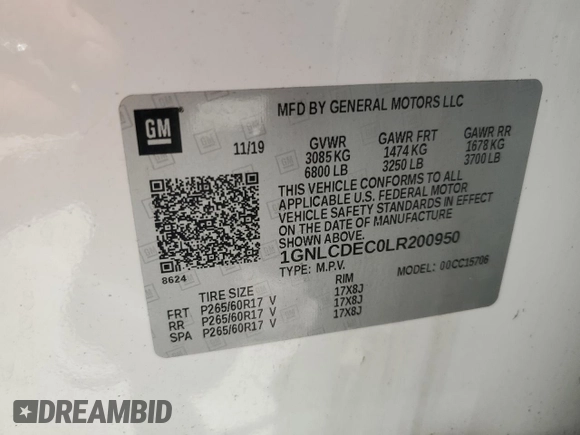 MFD BY GENERAL MOTORS LLC
GM
11/19
GVWR GAWR FRT GAWR RR
3085 KG 1474 KG 1678 KG
6800 LB 3250 LB 3700 LB
THIS VEHICLE CONFORMS TO ALL
APPLICABLE U.S. FEDERAL MOTOR
VEHICLE SAFETY STANDARDS IN EFFECT
ON THE DATE OF MANUFACTURE
SHOWN ABOVE.
1GNLCDEC0LR200950
TYPE: M.P.V. MODEL: 00CC15706
8624
TIRE SIZE RIM
FRT P265/60R17 V 17X8J
RR P265/60R17 V 17X8J
SPA P265/60R17 V 17X8J
DREAMBID